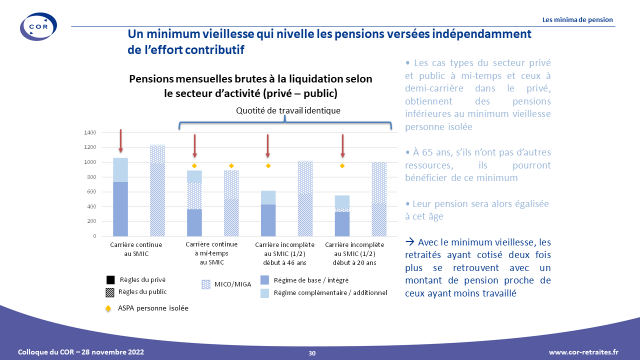 Les minima de pension
COR
Un minimum vieillesse qui nivelle les pensions versées indépendamment
de l'effort contributif
Pensions mensuelles brutes à la liquidation selon
le secteur d'activité (privé – public)
Quotité de travail identique
1400
1200
1000
800
600
400
200
0
Carrière continue
au SMIC
Carrière continue
à mi-temps
au SMIC
Carrière incomplète
au SMIC (1/2)
début à 46 ans
Carrière incomplète
au SMIC (1/2)
début à 20 ans
Règles du privé
Règles du public
MICO/MIGA
Régime de base / intégré
Régime complémentaire / additionnel
ASPA personne isolée
• Les cas types du secteur privé
et public à mi-temps et ceux à
demi-carrière dans le privé,
obtiennent des pensions
inférieures au minimum vieillesse
personne isolée
• À 65 ans, s'ils n'ont pas d'autres
ressources, ils pourront
bénéficier de ce minimum
• Leur pension sera alors égalisée
à cet âge
→ Avec le minimum vieillesse, les
retraités ayant cotisé deux fois
plus se retrouvent avec un
montant de pension proche de
ceux ayant moins travaillé
Colloque du COR – 28 novembre 2022
30
www.cor-retraites.fr